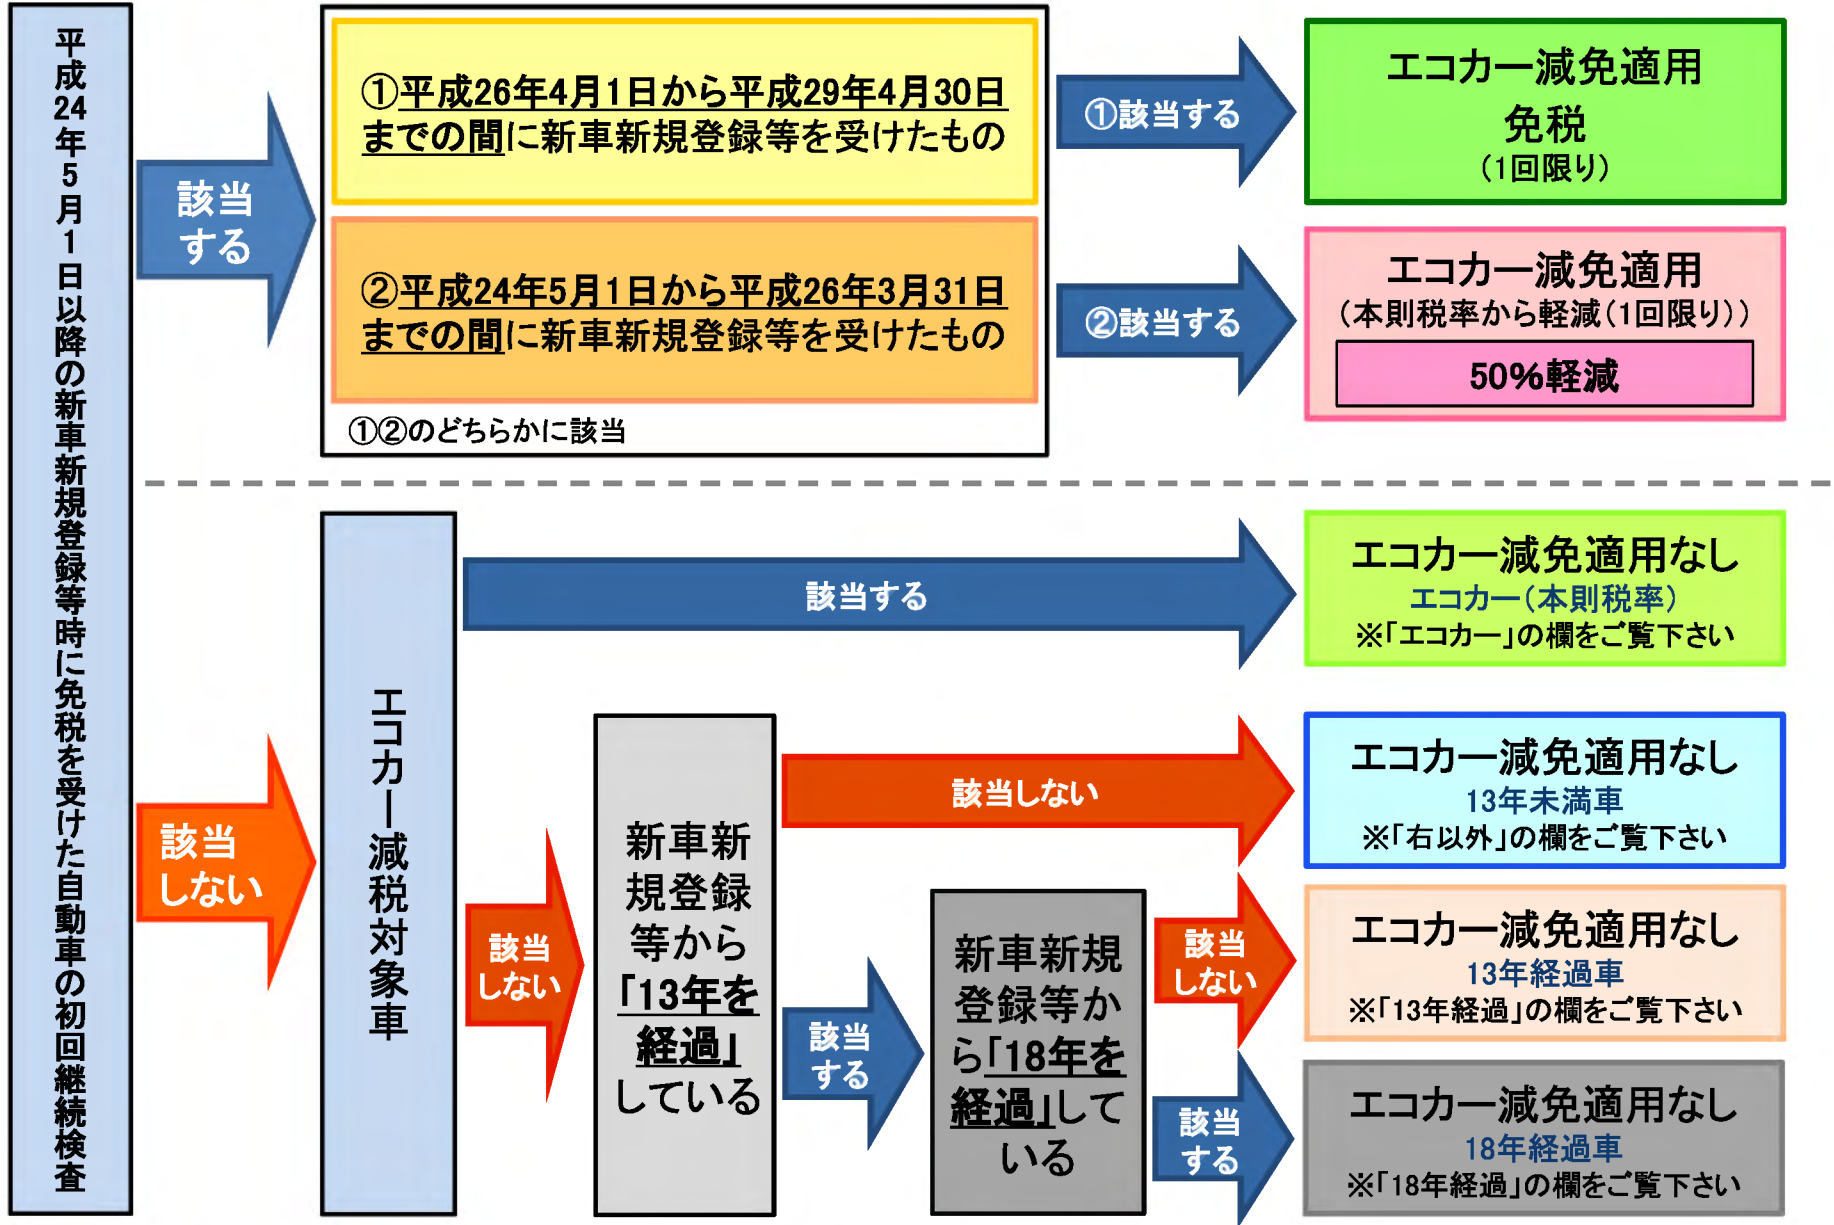 平成24年5月1日以降の新車新規登録等時に免税を受けた自動車の初回継続検査
該当
する
①平成26年4月1日から平成29年4月30日
までの間に新車新規登録等を受けたもの
②平成24年5月1日から平成26年3月31日
までの間に新車新規登録等を受けたもの
①②のどちらかに該当
①該当する
エコカー減免適用
免税
(1回限り)
②該当する
エコカー減免適用
(本則税率から軽減(1回限り))
50%軽減
該当
しない
エコカー減税対象車
該当する
エコカー減免適用なし
エコカー(本則税率)
※「エコカー」の欄をご覧下さい
該当
しない
新車新
規登録
等から
「13年を
経過」
している
該当しない
エコカー減免適用なし
13年未満車
※「右以外」の欄をご覧下さい
該当
する
新車新規
登録等か
ら「18年を
経過」して
いる
該当
しない
エコカー減免適用なし
13年経過車
※「13年経過」の欄をご覧下さい
該当
する
エコカー減免適用なし
18年経過車
※「18年経過」の欄をご覧下さい